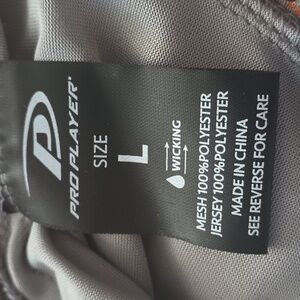 PRO PLAYER
SIZE
L
WICKING
MESH 100%POLYESTER
JERSEY 100%POLYESTER
MADE IN CHINA
SEE REVERSE FOR CARE